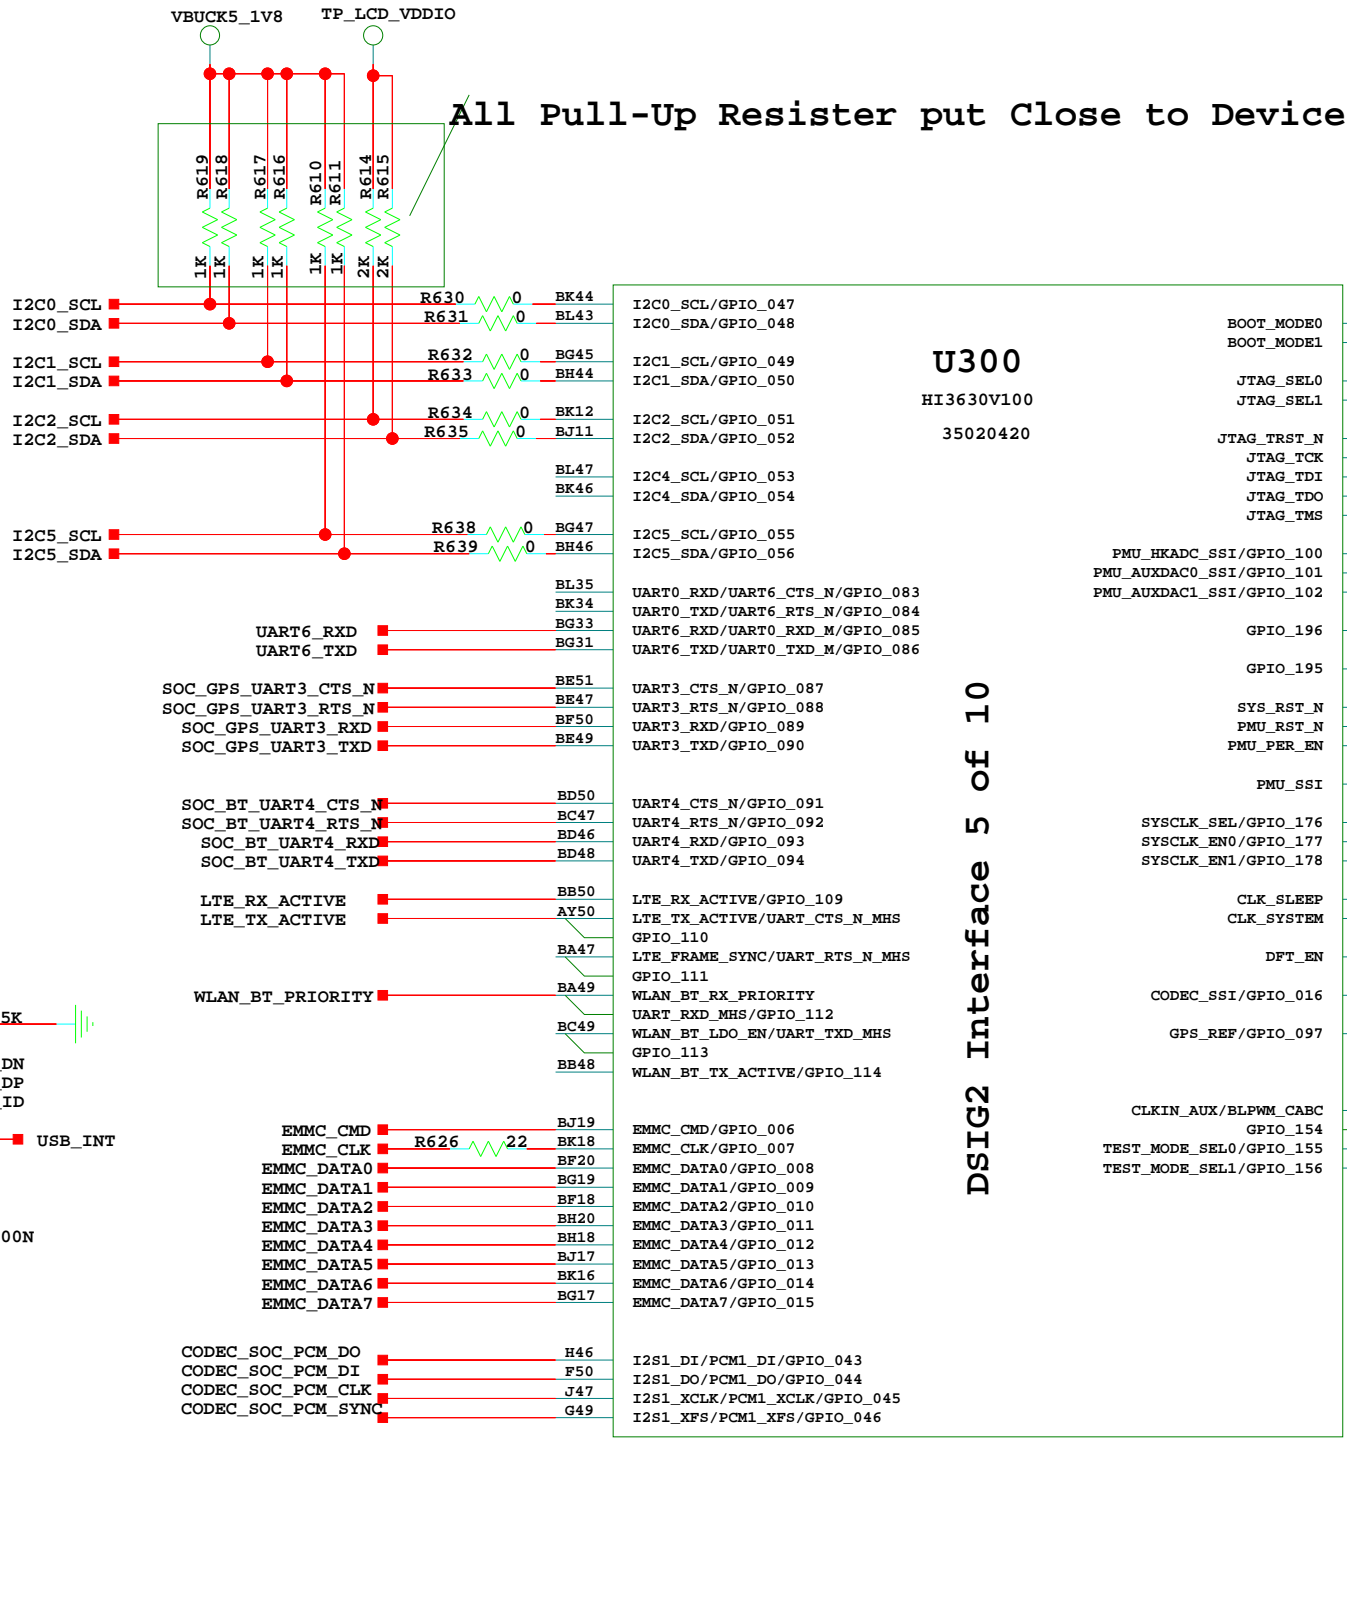 VBUCK5_1V8 TP_LCD_VDDIO
All Pull-Up Resister put Close to Device
R619 R618 R617 R616 R610 R611 R614 R615
1K 1K 1K 1K 1K 1K 2K 2K
I2C0_SCL R630 0 BK44 I2C0_SCL/GPIO_047
I2C0_SDA R631 0 BL43 I2C0_SDA/GPIO_048 BOOT_MODE0
BOOT_MODE1
I2C1_SCL R632 0 BG45 I2C1_SCL/GPIO_049 U300
I2C1_SDA R633 0 BH44 I2C1_SDA/GPIO_050 JTAG_SEL0
HI3630V100 JTAG_SEL1
I2C2_SCL R634 0 BK12 I2C2_SCL/GPIO_051
I2C2_SDA R635 0 BJ11 I2C2_SDA/GPIO_052 35020420 JTAG_TRST_N
JTAG_TCK
BL47 I2C4_SCL/GPIO_053 JTAG_TDI
BK46 I2C4_SDA/GPIO_054 JTAG_TDO
JTAG_TMS
I2C5_SCL R638 0 BG47 I2C5_SCL/GPIO_055
I2C5_SDA R639 0 BH46 I2C5_SDA/GPIO_056 PMU_HKADC_SSI/GPIO_100
PMU_AUXDAC0_SSI/GPIO_101
BL35 UART0_RXD/UART6_CTS_N/GPIO_083 PMU_AUXDAC1_SSI/GPIO_102
BK34 UART0_TXD/UART6_RTS_N/GPIO_084
UART6_RXD BG33 UART6_RXD/UART0_RXD_M/GPIO_085 GPIO_196
UART6_TXD BG31 UART6_TXD/UART0_TXD_M/GPIO_086
GPIO_195
SOC_GPS_UART3_CTS_N BE51 UART3_CTS_N/GPIO_087
SOC_GPS_UART3_RTS_N BE47 UART3_RTS_N/GPIO_088 SYS_RST_N
SOC_GPS_UART3_RXD BF50 UART3_RXD/GPIO_089 PMU_RST_N
SOC_GPS_UART3_TXD BE49 UART3_TXD/GPIO_090 PMU_PER_EN
DSIG2 Interface 5 of 10
PMU_SSI
SOC_BT_UART4_CTS_N BD50 UART4_CTS_N/GPIO_091
SOC_BT_UART4_RTS_N BC47 UART4_RTS_N/GPIO_092 SYSCLK_SEL/GPIO_176
SOC_BT_UART4_RXD BD46 UART4_RXD/GPIO_093 SYSCLK_EN0/GPIO_177
SOC_BT_UART4_TXD BD48 UART4_TXD/GPIO_094 SYSCLK_EN1/GPIO_178
LTE_RX_ACTIVE BB50 LTE_RX_ACTIVE/GPIO_109 CLK_SLEEP
LTE_TX_ACTIVE AY50 LTE_TX_ACTIVE/UART_CTS_N_MHS CLK_SYSTEM
GPIO_110
BA47 LTE_FRAME_SYNC/UART_RTS_N_MHS DFT_EN
GPIO_111
WLAN_BT_PRIORITY BA49 WLAN_BT_RX_PRIORITY CODEC_SSI/GPIO_016
5K UART_RXD_MHS/GPIO_112
BC49 WLAN_BT_LDO_EN/UART_TXD_MHS GPS_REF/GPIO_097
GPIO_113
_DN BB48 WLAN_BT_TX_ACTIVE/GPIO_114
_DP
_ID
CLKIN_AUX/BLPWM_CABC
EMMC_CMD BJ19 EMMC_CMD/GPIO_006 GPIO_154
USB_INT
EMMC_CLK R626 22 BK18 EMMC_CLK/GPIO_007 TEST_MODE_SEL0/GPIO_155
EMMC_DATA0 BF20 EMMC_DATA0/GPIO_008 TEST_MODE_SEL1/GPIO_156
EMMC_DATA1 BG19 EMMC_DATA1/GPIO_009
EMMC_DATA2 BF18 EMMC_DATA2/GPIO_010
EMMC_DATA3 BH20 EMMC_DATA3/GPIO_011
00N
EMMC_DATA4 BH18 EMMC_DATA4/GPIO_012
EMMC_DATA5 BJ17 EMMC_DATA5/GPIO_013
EMMC_DATA6 BK16 EMMC_DATA6/GPIO_014
EMMC_DATA7 BG17 EMMC_DATA7/GPIO_015
CODEC_SOC_PCM_DO H46 I2S1_DI/PCM1_DI/GPIO_043
CODEC_SOC_PCM_DI F50 I2S1_DO/PCM1_DO/GPIO_044
CODEC_SOC_PCM_CLK J47 I2S1_XCLK/PCM1_XCLK/GPIO_045
CODEC_SOC_PCM_SYNC G49 I2S1_XFS/PCM1_XFS/GPIO_046